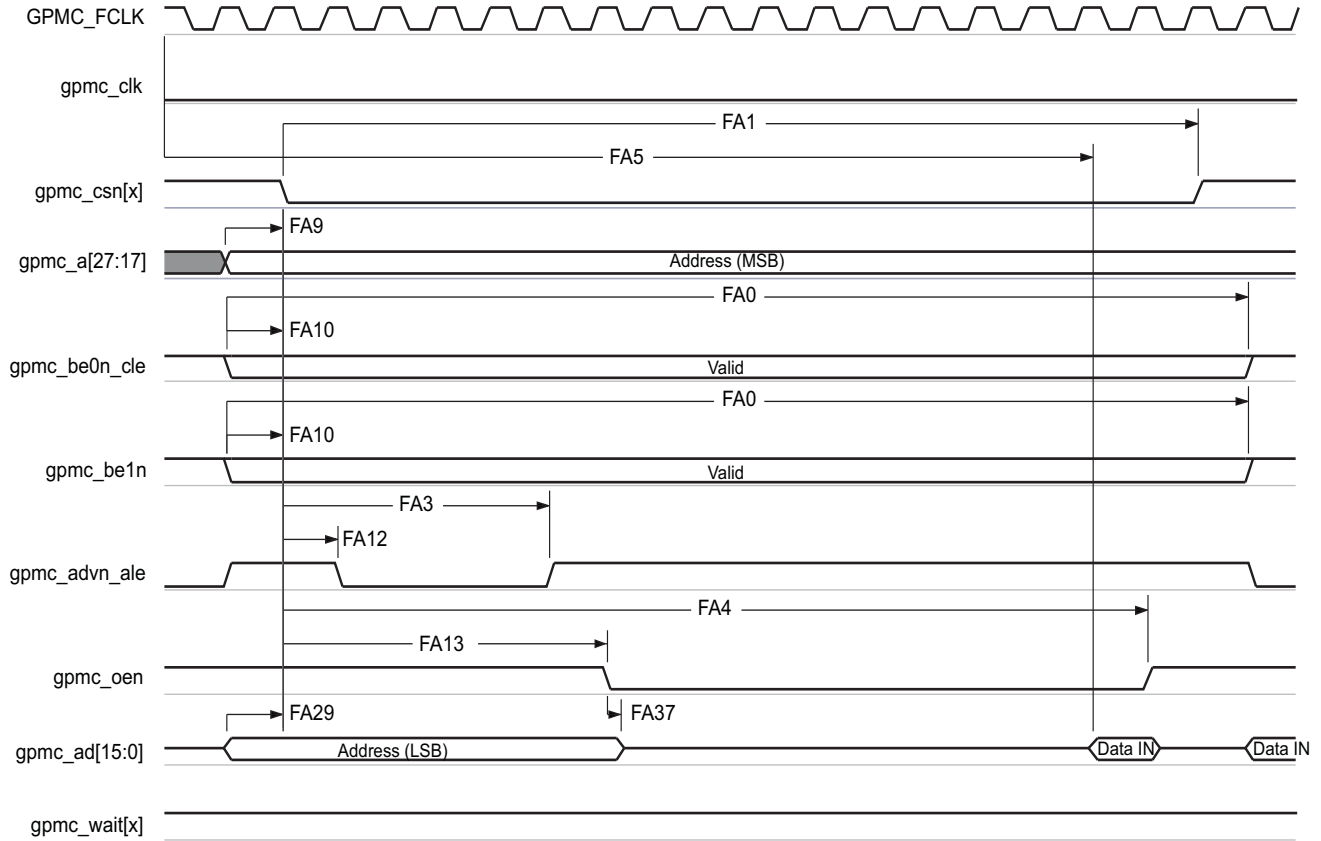 GPMC_FCLK
gpmc_clk
FA1
FA5
gpmc_csn[x]
FA9
gpmc_a[27:17]
Address (MSB)
FA0
FA10
gpmc_be0n_cle
Valid
FA0
FA10
gpmc_be1n
Valid
FA3
FA12
gpmc_advn_ale
FA4
FA13
gpmc_oen
FA29
FA37
gpmc_ad[15:0]
Address (LSB)
Data IN
Data IN
gpmc_wait[x]